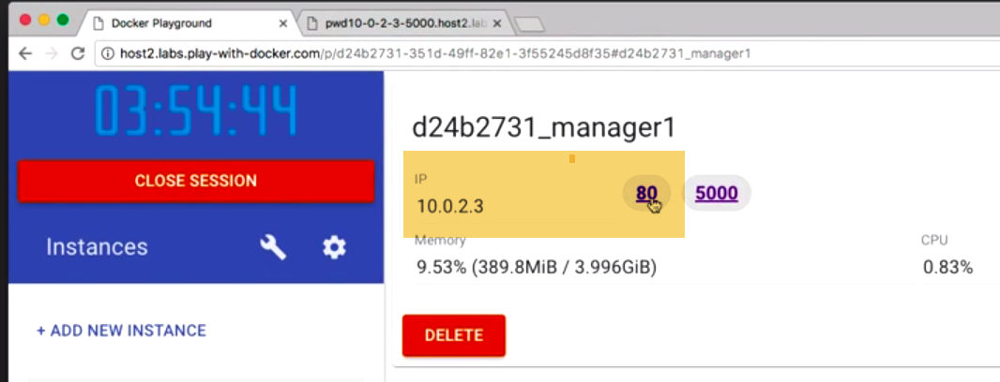 Docker Playground
pwd10-0-2-3-5000.host2.lab
host2.labs.play-with-docker.com/p/d24b2731-351d-49ff-82e1-3f55245d8f35#d24b2731_manager1
03:54:44
CLOSE SESSION
Instances
+ ADD NEW INSTANCE
d24b2731_manager1
IP
10.0.2.3
80
5000
Memory
CPU
9.53% (389.8MiB / 3.996GiB)
0.83%
DELETE